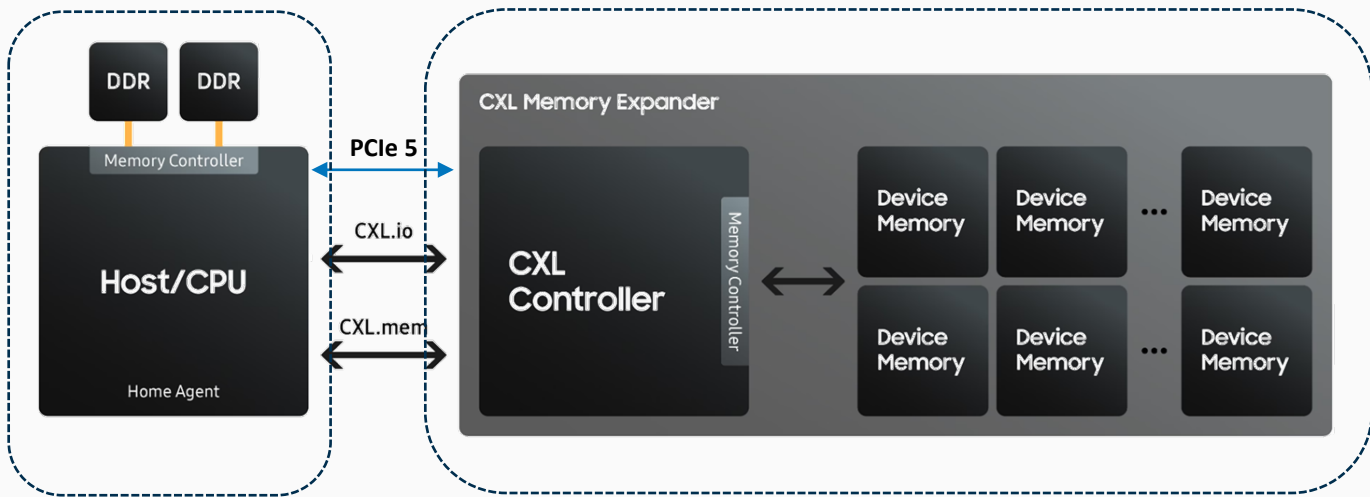 DDR
DDR
Memory Controller
Host/CPU
Home Agent
PCIe 5
CXL.io
CXL.mem
CXL Memory Expander
CXL
Controller
Memory Controller
Device
Memory
Device
Memory
...
Device
Memory
Device
Memory
Device
Memory
...
Device
Memory